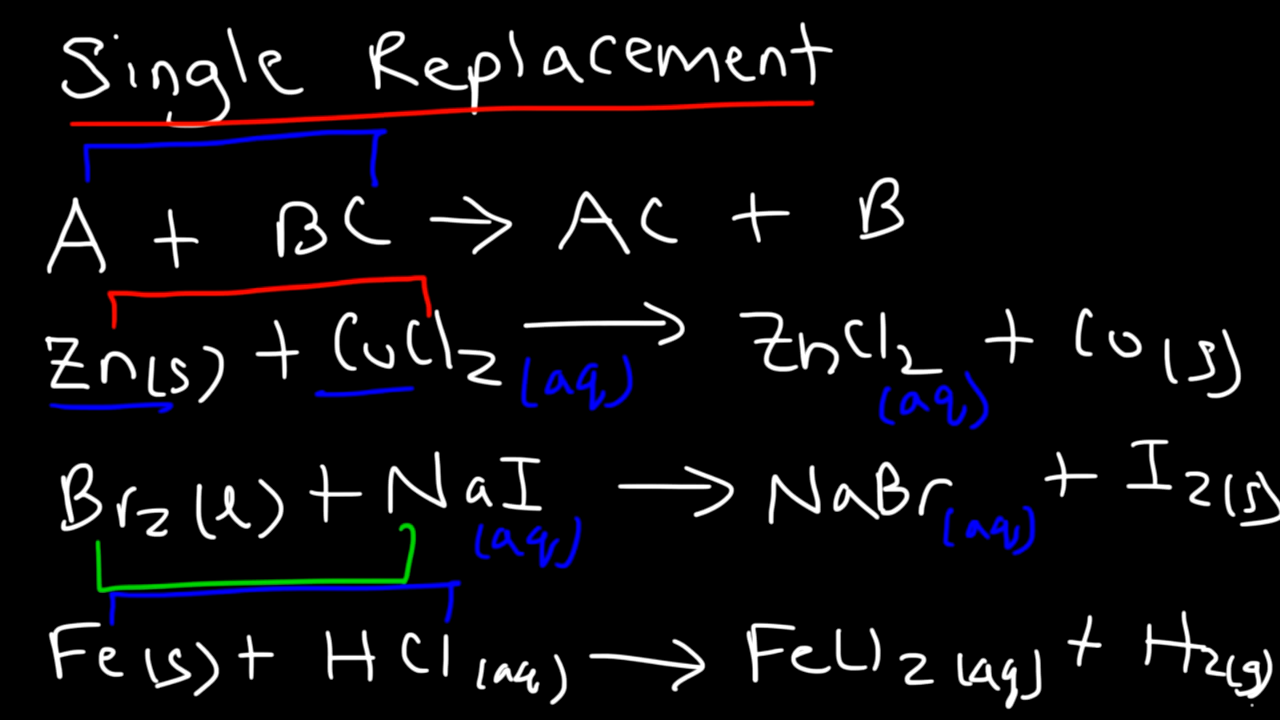 Single Replacement
A + BC → AC + B
Zn(s) + CuCl2 (aq) → ZnCl2 (aq) + Cu(s)
Br2(l) + NaI (aq) → NaBr (aq) + I2(s)
Fe(s) + HCl(aq) → FeCl2(aq) + H2(g)